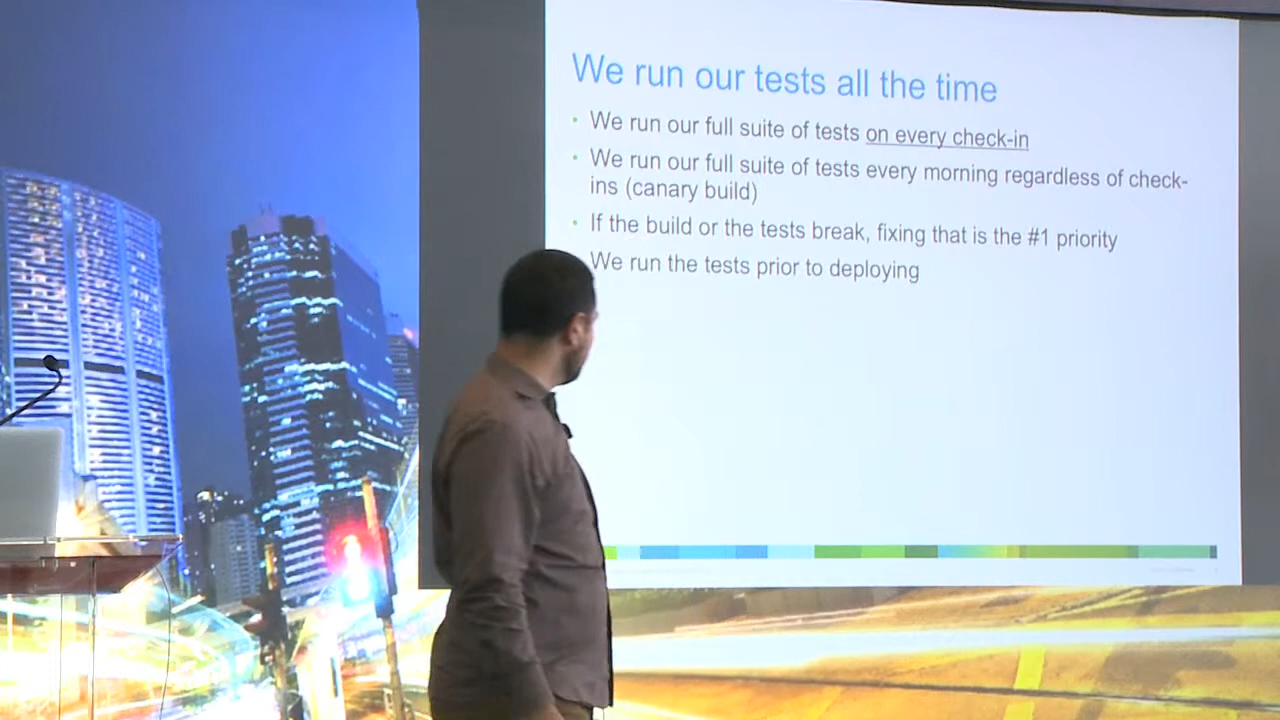 We run our tests all the time
• We run our full suite of tests on every check-in
• We run our full suite of tests every morning regardless of check-
ins (canary build)
• If the build or the tests break, fixing that is the #1 priority
We run the tests prior to deploying